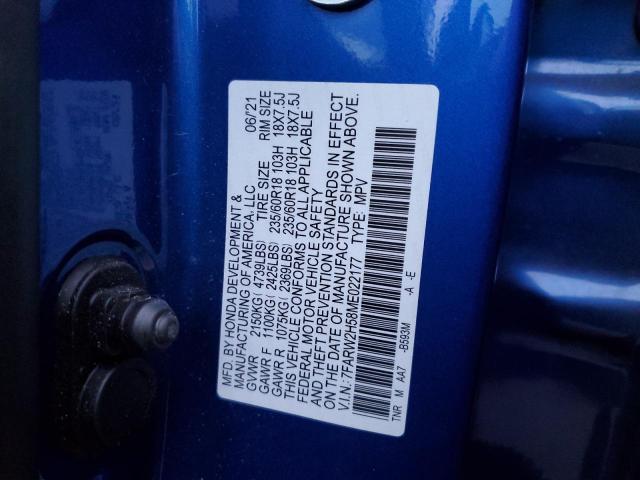 MFD. BY HONDA DEVELOPMENT &
MANUFACTURING OF AMERICA, LLC 06/'21
GVWR 2150KG( 4739LBS) TIRE SIZE RIM SIZE
GAWR F 1100KG( 2425LBS) 235/60R18 103H 18X7.5J
GAWR R 1075KG( 2369LBS) 235/60R18 103H 18X7.5J
THIS VEHICLE CONFORMS TO ALL APPLICABLE
FEDERAL MOTOR VEHICLE SAFETY
AND THEFT PREVENTION STANDARDS IN EFFECT
ON THE DATE OF MANUFACTURE SHOWN ABOVE.
V.I.N.:7FARW2H58ME022177 TYPE: MPV
TNR M AA7 -B593M -A -E